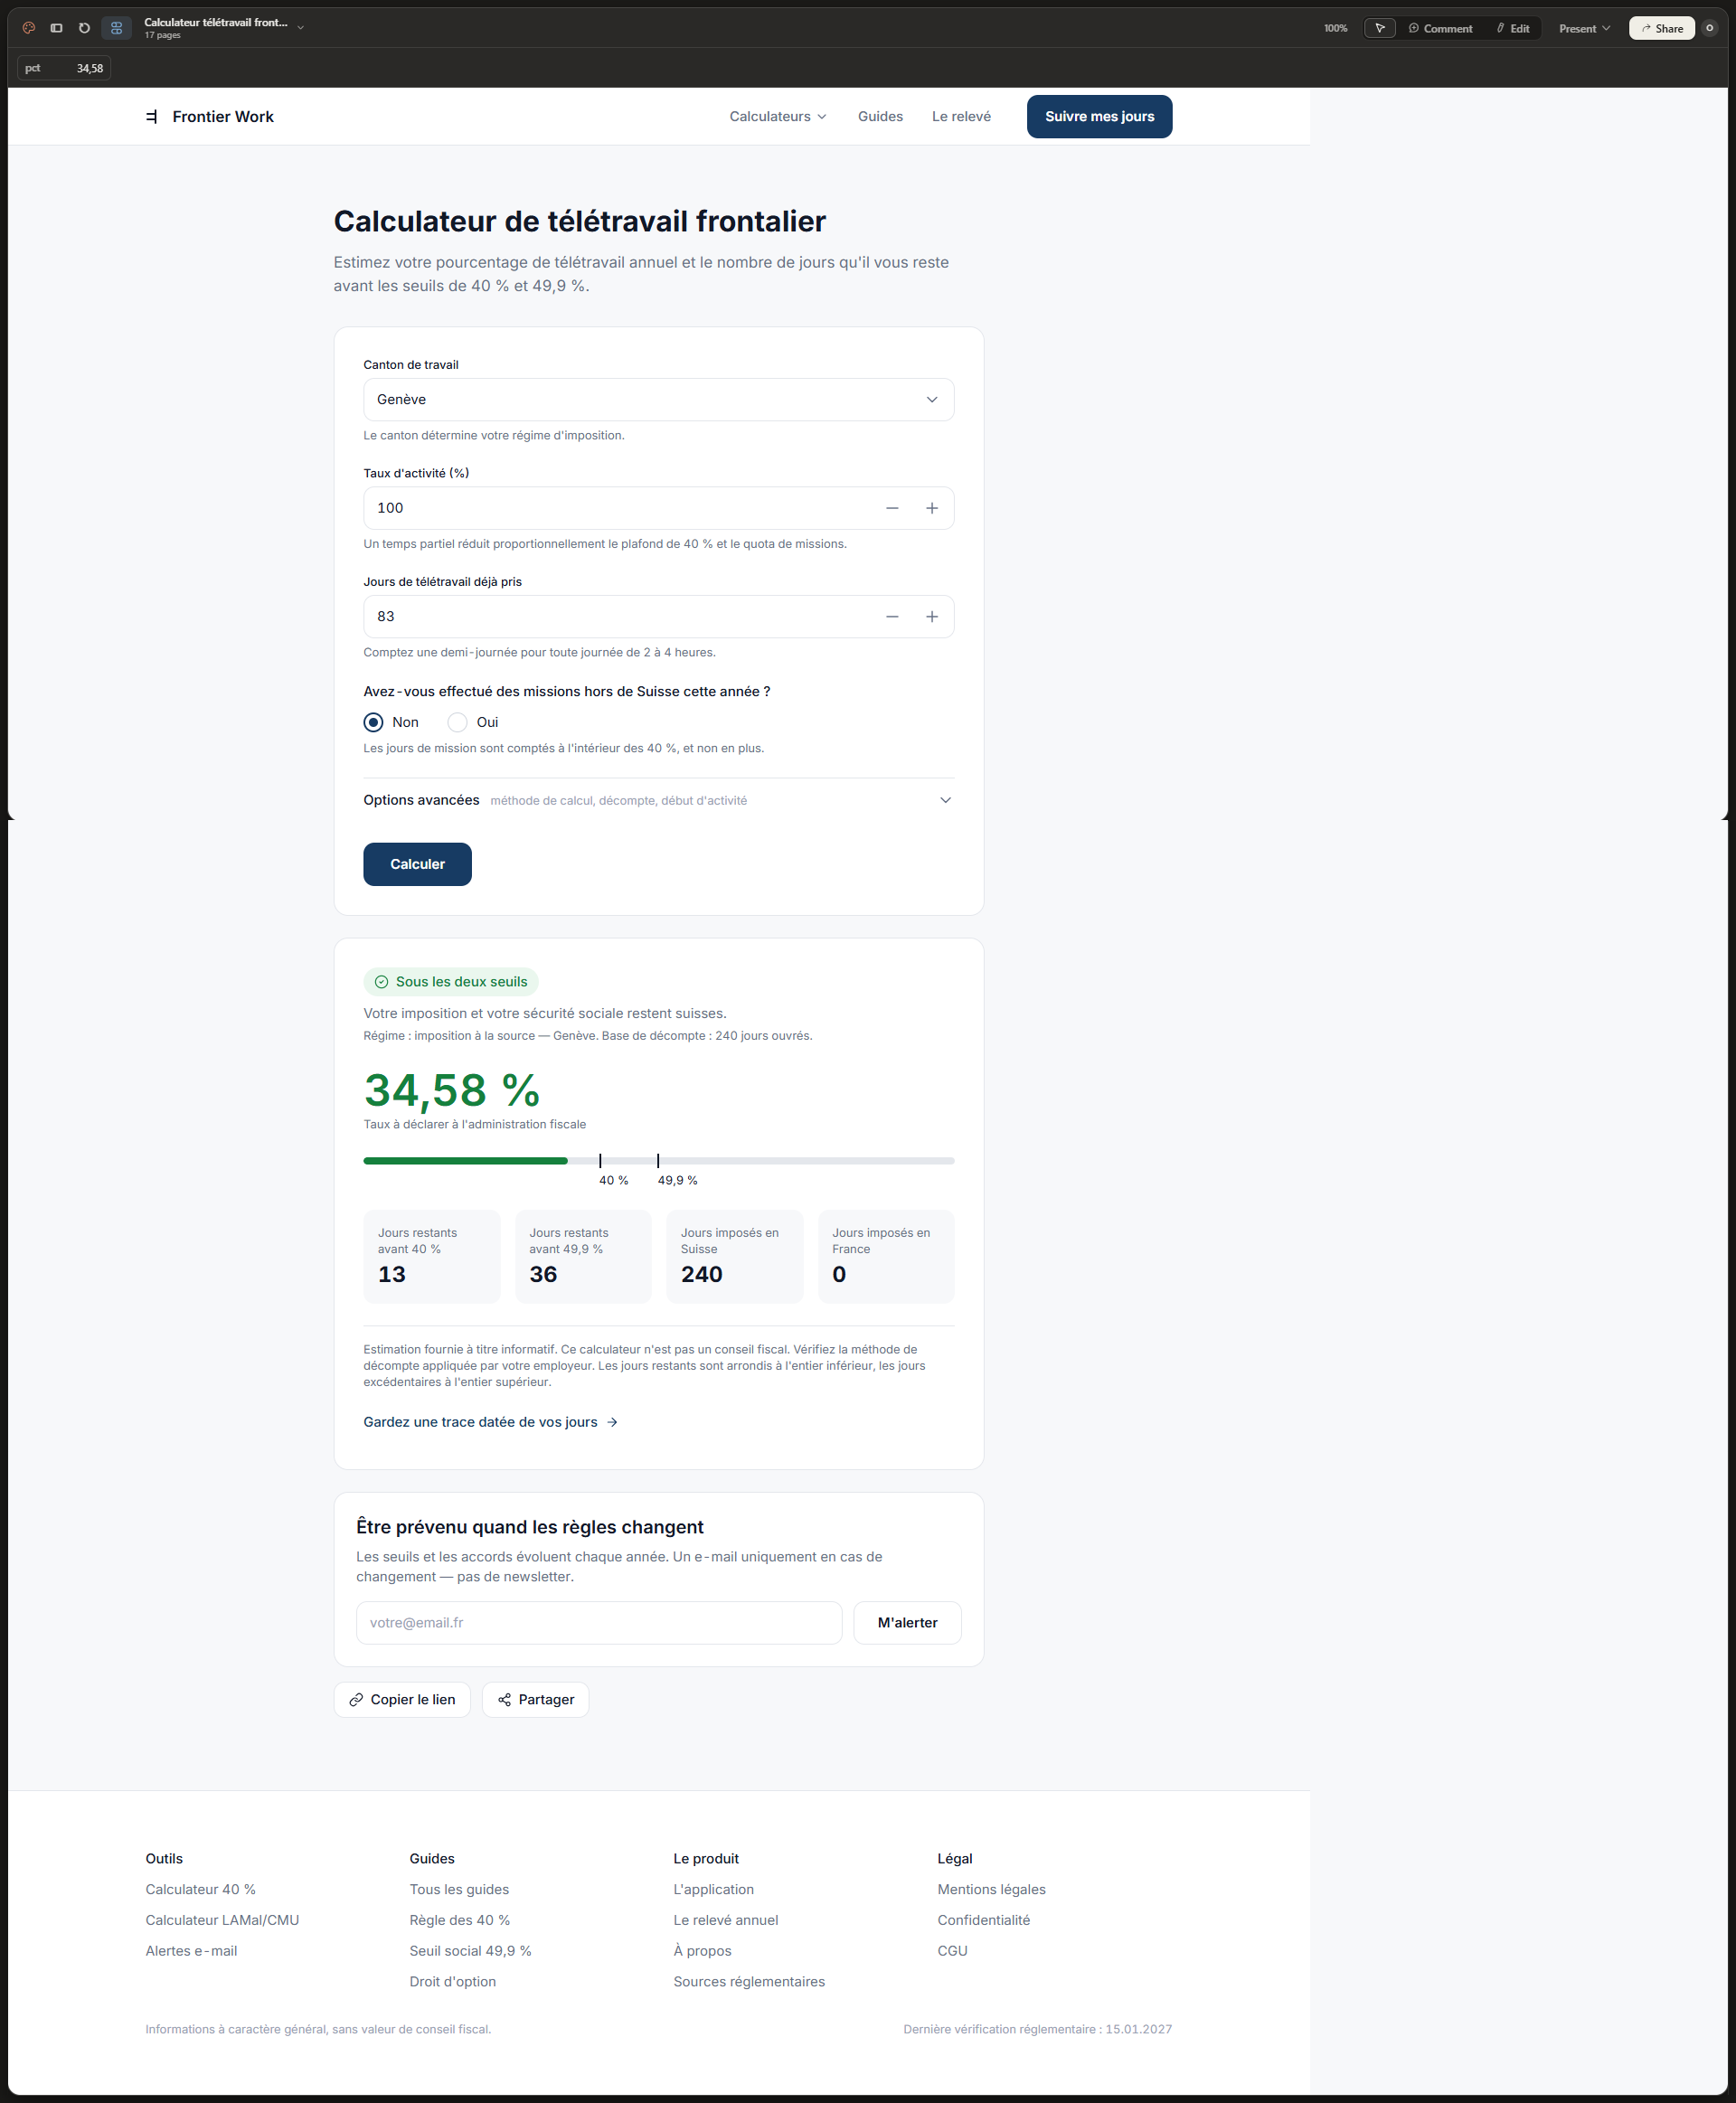 Calculateur télétravail front...
17 pages
100%
Comment
Edit
Present
Share
pct 34,58
Frontier Work
Calculateurs
Guides
Le relevé
Suivre mes jours
Calculateur de télétravail frontalier
Estimez votre pourcentage de télétravail annuel et le nombre de jours qu'il vous reste
avant les seuils de 40 % et 49,9 %.
Canton de travail
Genève
Le canton détermine votre régime d'imposition.
Taux d'activité (%)
100
Un temps partiel réduit proportionnellement le plafond de 40 % et le quota de missions.
Jours de télétravail déjà pris
83
Comptez une demi-journée pour toute journée de 2 à 4 heures.
Avez-vous effectué des missions hors de Suisse cette année ?
Non
Oui
Les jours de mission sont comptés à l'intérieur des 40 %, et non en plus.
Options avancées méthode de calcul, décompte, début d'activité
Calculer
Sous les deux seuils
Votre imposition et votre sécurité sociale restent suisses.
Régime : imposition à la source — Genève. Base de décompte : 240 jours ouvrés.
34,58 %
Taux à déclarer à l'administration fiscale
40 %
49,9 %
Jours restants
avant 40 %
13
Jours restants
avant 49,9 %
36
Jours imposés en
Suisse
240
Jours imposés en
France
0
Estimation fournie à titre informatif. Ce calculateur n'est pas un conseil fiscal. Vérifiez la méthode de
décompte appliquée par votre employeur. Les jours restants sont arrondis à l'entier inférieur, les jours
excédentaires à l'entier supérieur.
Gardez une trace datée de vos jours
Être prévenu quand les règles changent
Les seuils et les accords évoluent chaque année. Un e-mail uniquement en cas de
changement — pas de newsletter.
votre@email.fr
M'alerter
Copier le lien
Partager
Outils
Calculateur 40 %
Calculateur LAMal/CMU
Alertes e-mail
Guides
Tous les guides
Règle des 40 %
Seuil social 49,9 %
Droit d'option
Le produit
L'application
Le relevé annuel
À propos
Sources réglementaires
Légal
Mentions légales
Confidentialité
CGU
Informations à caractère général, sans valeur de conseil fiscal.
Dernière vérification réglementaire : 15.01.2027